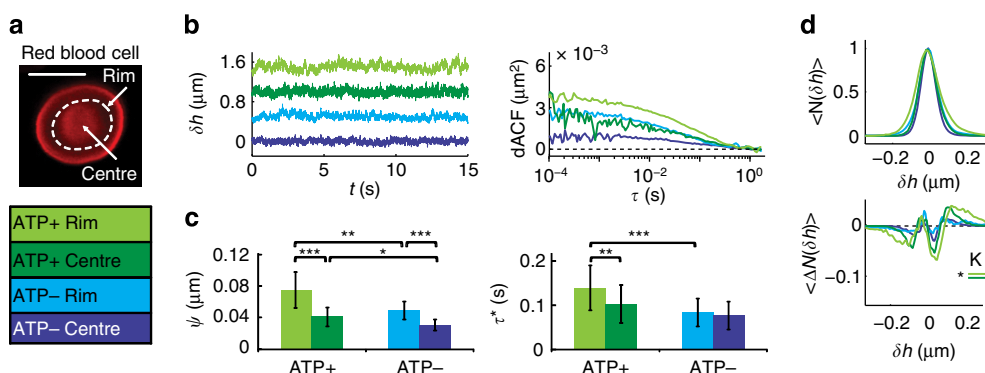 a
Red blood cell
Rim
Centre
ATP+ Rim
ATP+ Centre
ATP– Rim
ATP– Centre
b
δh (μm)
1.6
1.2
0.8
0.4
0
0 5 10 15
t (s)
dACF (μm²)
× 10⁻³
6
4
2
0
10⁻⁴ 10⁻² 10⁰
τ (s)
c
ψ (μm)
0.12
0.08
0.04
0
** ***
*** *
ATP+ ATP–
τ* (s)
0.2
0.1
0
***
**
ATP+ ATP–
d
<N(δh)>
1
0.5
0
−0.2 0 0.2
δh (μm)
<ΔN(δh)>
0
−0.1
K
*
−0.2 0 0.2
δh (μm)